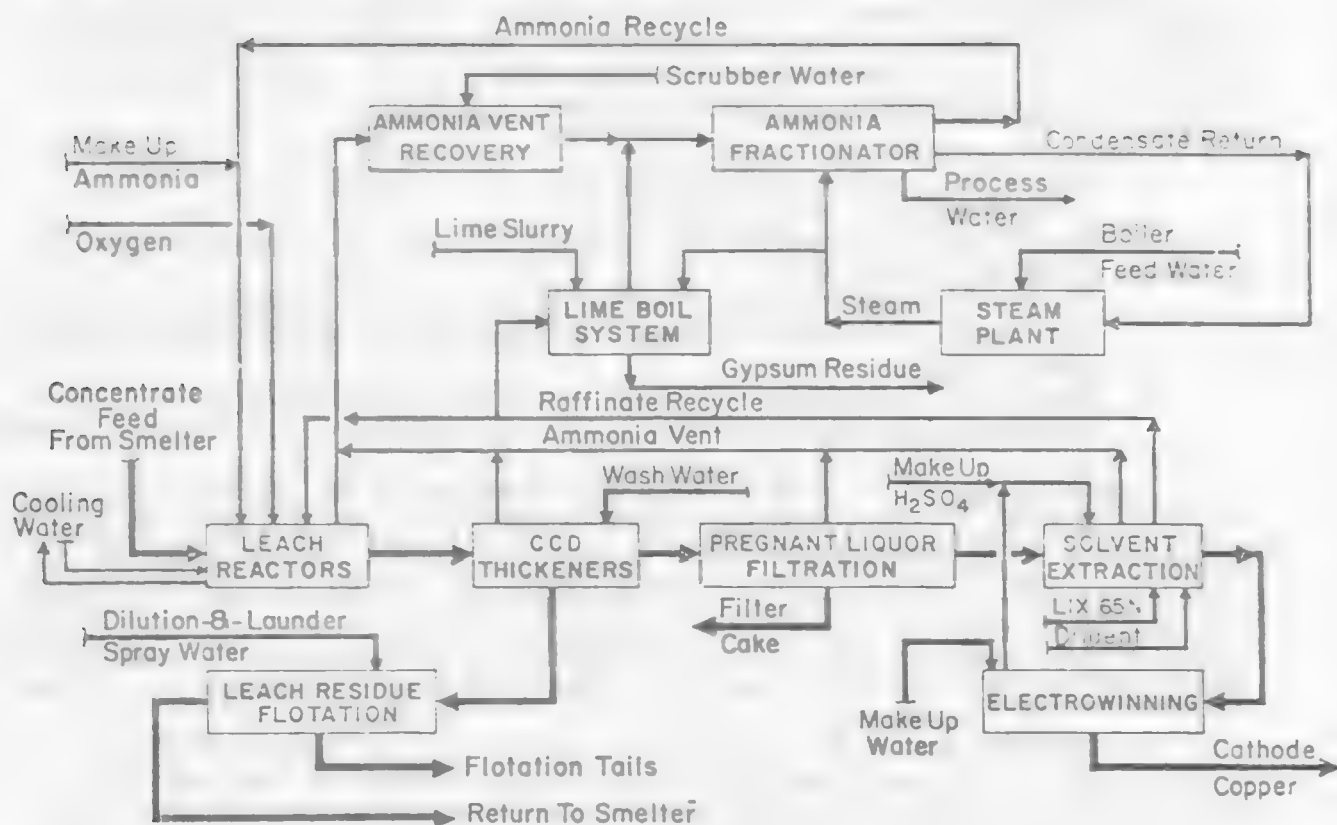 Ammonia Recycle
Scrubber Water
AMMONIA VENT
RECOVERY
AMMONIA
FRACTIONATOR
Make Up
Ammonia
Condensate Return
Process
Water
Oxygen
Lime Slurry
Boiler
Feed Water
LIME BOIL
SYSTEM
Steam
STEAM
PLANT
Gypsum Residue
Concentrate
Feed
From Smelter
Raffinate Recycle
Ammonia Vent
Wash Water
Make Up
H₂SO₄
Cooling
Water
LEACH
REACTORS
CCD
THICKENERS
PREGNANT LIQUOR
FILTRATION
SOLVENT
EXTRACTION
Filter
Cake
LIX 65N
Diluent
Dilution-&-Launder
Spray Water
LEACH RESIDUE
FLOTATION
Make Up
Water
ELECTROWINNING
Flotation Tails
Cathode
Copper
Return To Smelter